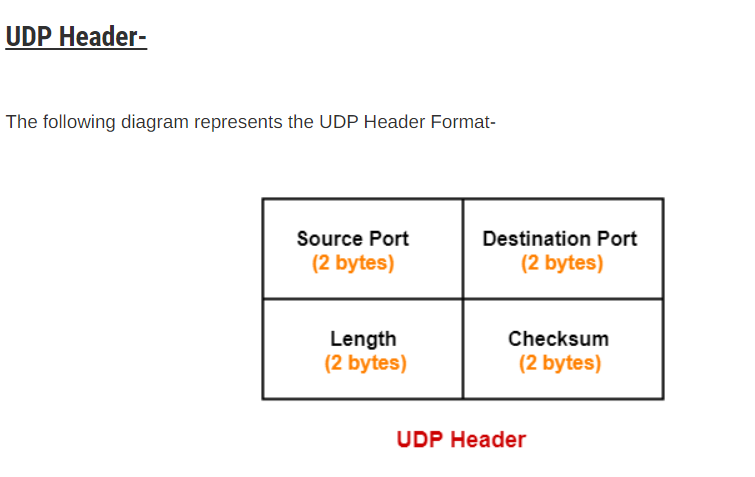 UDP Header-
The following diagram represents the UDP Header Format-
Source Port
(2 bytes)
Destination Port
(2 bytes)
Length
(2 bytes)
Checksum
(2 bytes)
UDP Header